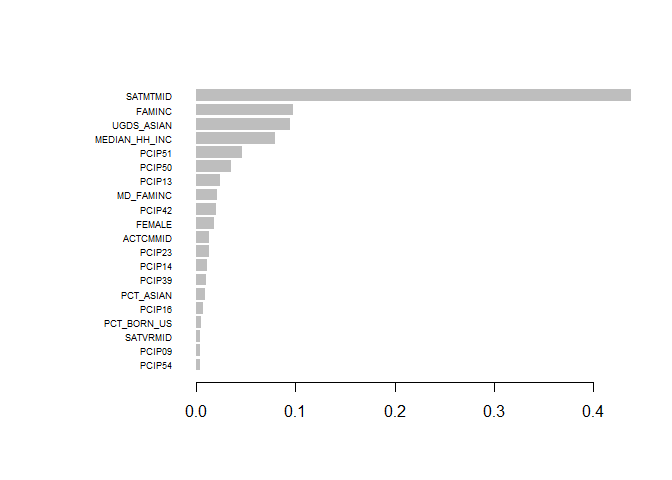 SATMTMID
FAMINC
UGDS_ASIAN
MEDIAN_HH_INC
PCIP51
PCIP50
PCIP13
MD_FAMINC
PCIP42
FEMALE
ACTCMMID
PCIP23
PCIP14
PCIP39
PCT_ASIAN
PCIP16
PCT_BORN_US
SATVRMID
PCIP09
PCIP54
0.0 0.1 0.2 0.3 0.4